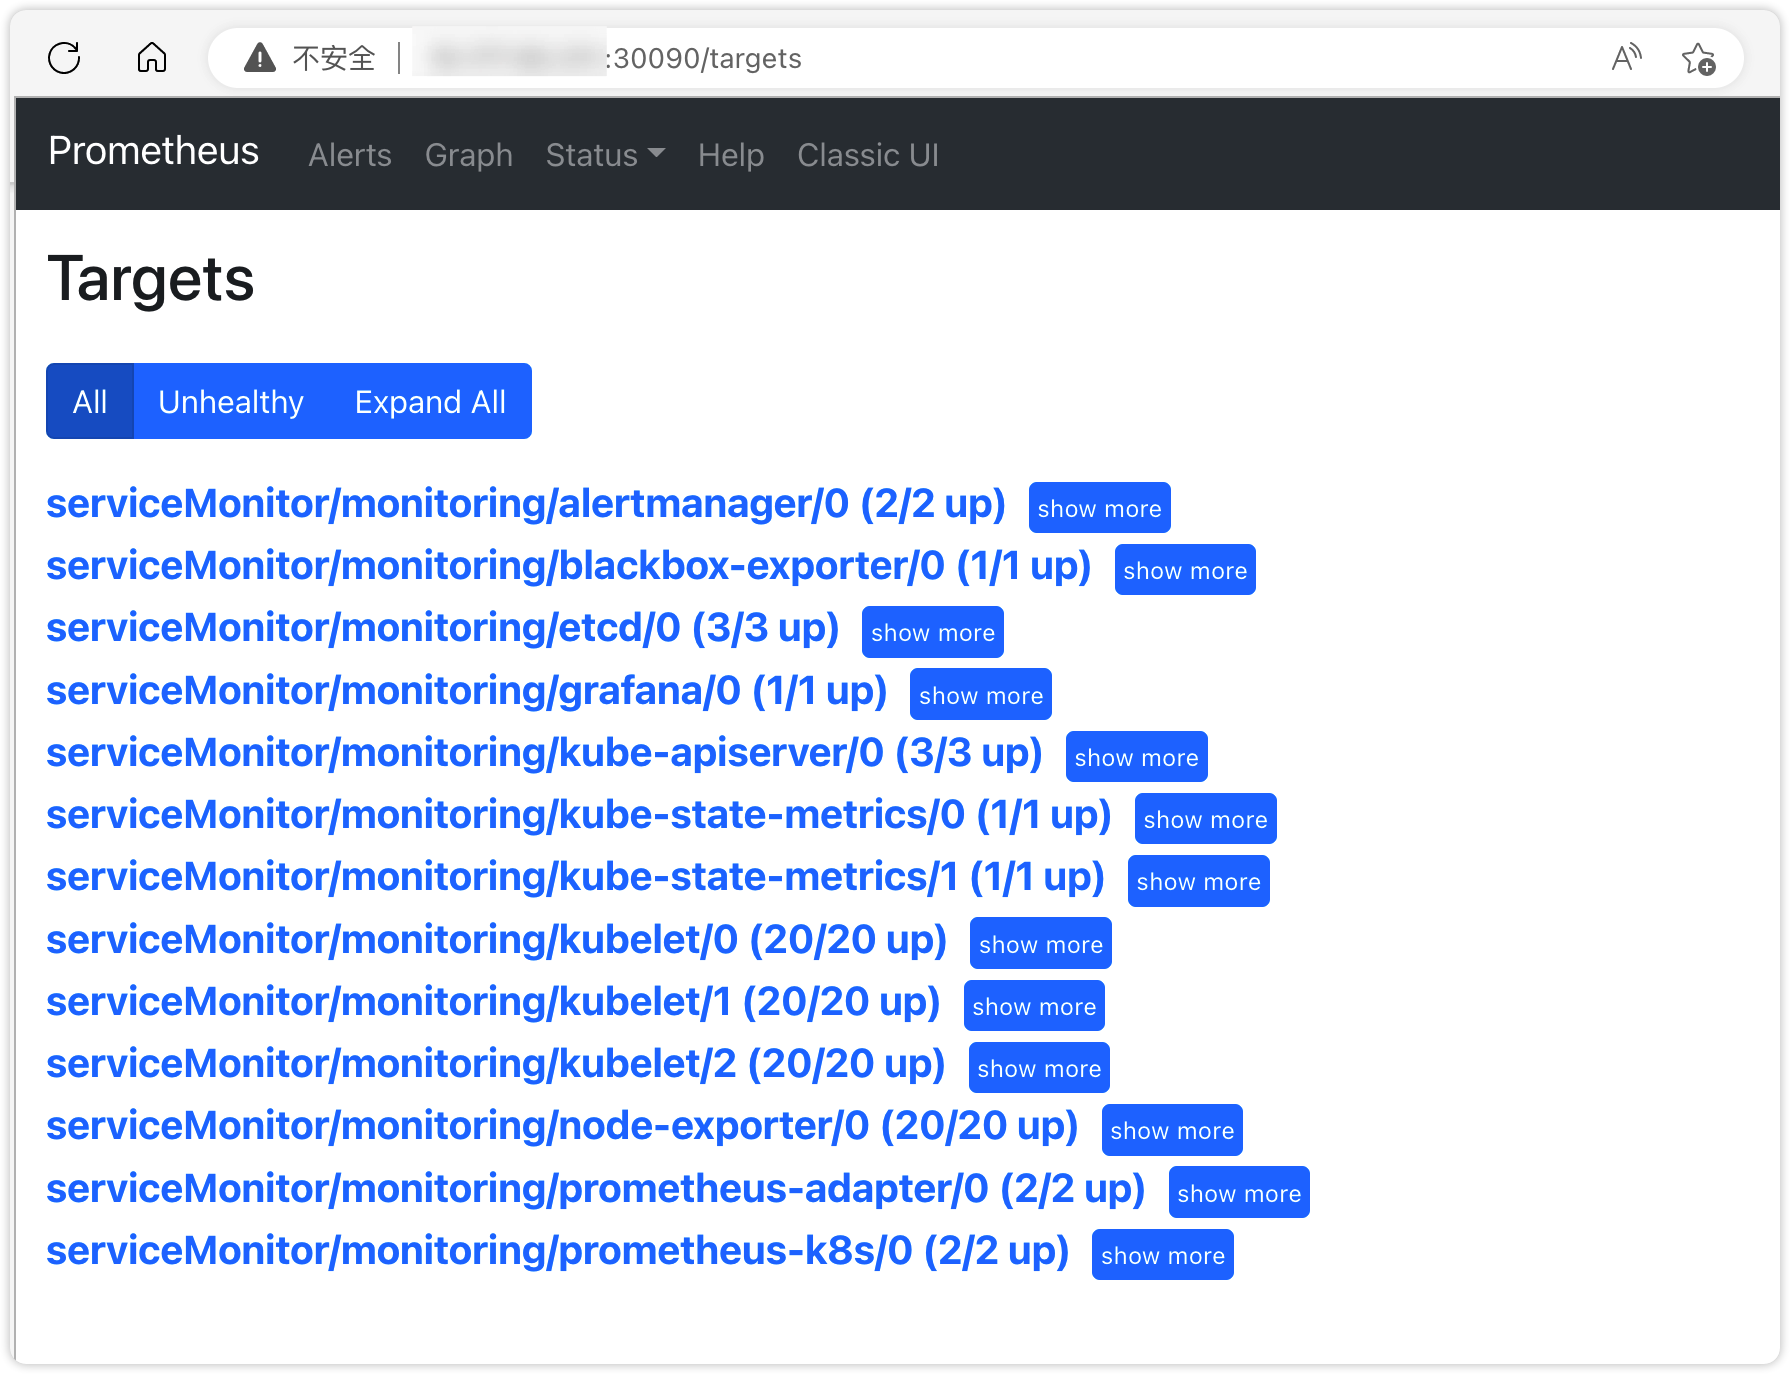 不安全 | :30090/targets
Prometheus Alerts Graph Status Help Classic UI
Targets
All Unhealthy Expand All
serviceMonitor/monitoring/alertmanager/0 (2/2 up) show more
serviceMonitor/monitoring/blackbox-exporter/0 (1/1 up) show more
serviceMonitor/monitoring/etcd/0 (3/3 up) show more
serviceMonitor/monitoring/grafana/0 (1/1 up) show more
serviceMonitor/monitoring/kube-apiserver/0 (3/3 up) show more
serviceMonitor/monitoring/kube-state-metrics/0 (1/1 up) show more
serviceMonitor/monitoring/kube-state-metrics/1 (1/1 up) show more
serviceMonitor/monitoring/kubelet/0 (20/20 up) show more
serviceMonitor/monitoring/kubelet/1 (20/20 up) show more
serviceMonitor/monitoring/kubelet/2 (20/20 up) show more
serviceMonitor/monitoring/node-exporter/0 (20/20 up) show more
serviceMonitor/monitoring/prometheus-adapter/0 (2/2 up) show more
serviceMonitor/monitoring/prometheus-k8s/0 (2/2 up) show more